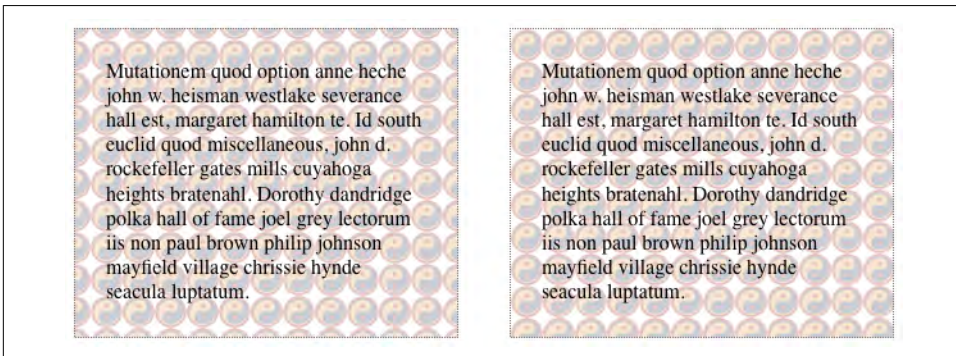 Mutationem quod option anne heche
john w. heisman westlake severance
hall est, margaret hamilton te. Id south
euclid quod miscellaneous, john d.
rockefeller gates mills cuyahoga
heights bratenahl. Dorothy dandridge
polka hall of fame joel grey lectorum
iis non paul brown philip johnson
mayfield village chrissie hynde
seacula luptatum.
Mutationem quod option anne heche
john w. heisman westlake severance
hall est, margaret hamilton te. Id south
euclid quod miscellaneous, john d.
rockefeller gates mills cuyahoga
heights bratenahl. Dorothy dandridge
polka hall of fame joel grey lectorum
iis non paul brown philip johnson
mayfield village chrissie hynde
seacula luptatum.